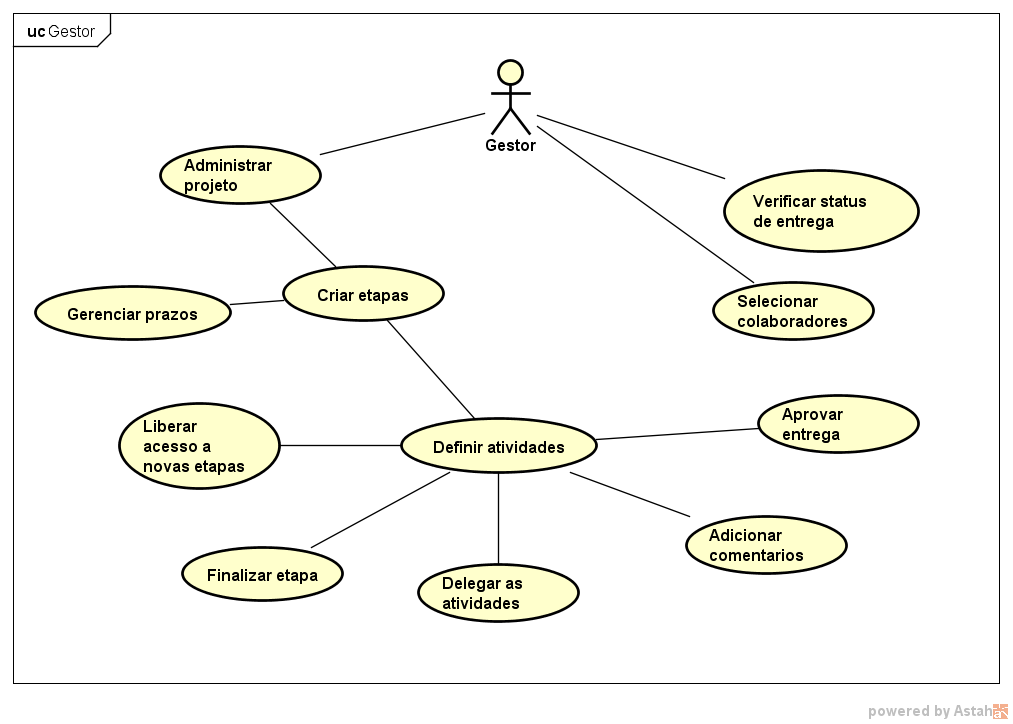 uc Gestor
Gestor
Administrar
projeto
Verificar status
de entrega
Criar etapas
Gerenciar prazos
Selecionar
colaboradores
Liberar
acesso a
novas etapas
Definir atividades
Aprovar
entrega
Adicionar
comentarios
Finalizar etapa
Delegar as
atividades
powered by Astah